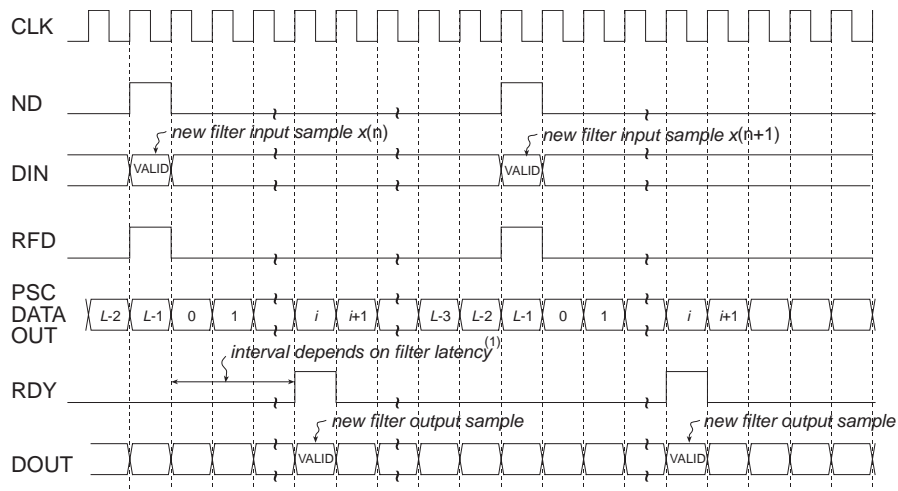 CLK
ND
new filter input sample x(n)
new filter input sample x(n+1)
DIN
VALID
VALID
RFD
PSC
DATA
OUT
L-2 L-1 0 1 i i+1 L-3 L-2 L-1 0 1 i i+1
interval depends on filter latency(1)
RDY
new filter output sample
new filter output sample
DOUT
VALID
VALID